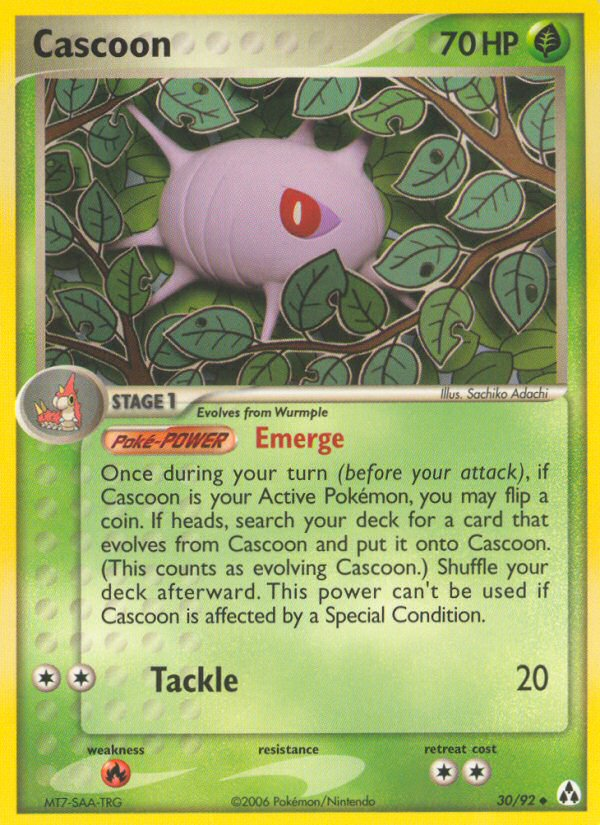 Cascoon 70 HP
Illus. Sachiko Adachi
STAGE 1 Evolves from Wurmple
Poké-POWER Emerge
Once during your turn (before your attack), if
Cascoon is your Active Pokémon, you may flip a
coin. If heads, search your deck for a card that
evolves from Cascoon and put it onto Cascoon.
(This counts as evolving Cascoon.) Shuffle your
deck afterward. This power can't be used if
Cascoon is affected by a Special Condition.
Tackle 20
weakness resistance retreat cost
MT7-SAA-TRG ©2006 Pokémon/Nintendo 30/92